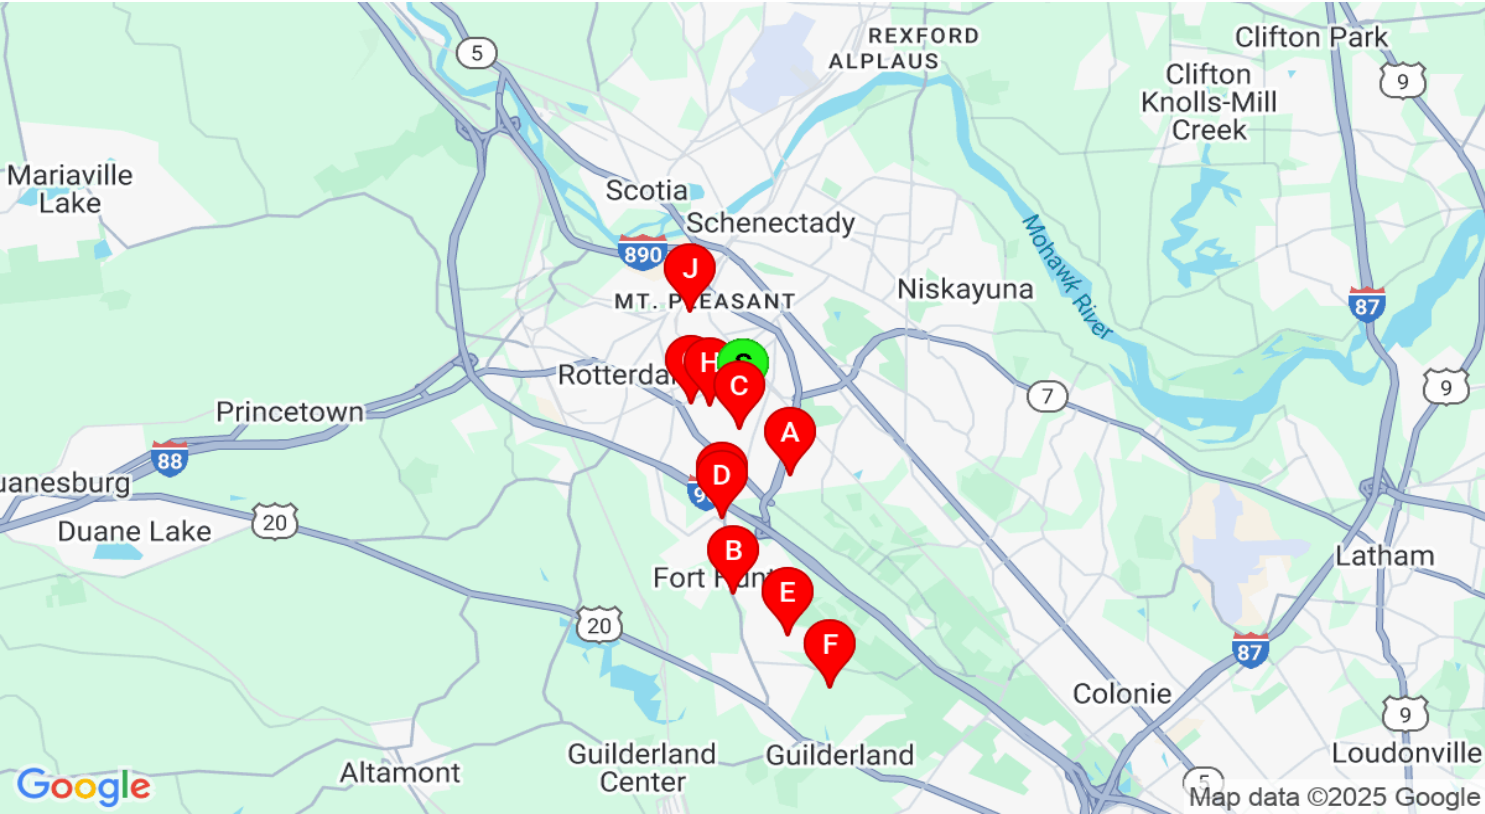 REXFORD
ALPLAUS
Clifton Park
5
9
Clifton
Knolls-Mill
Creek
Mariaville
Lake
Scotia
Schenectady
890
J
MT. PLEASANT
Niskayuna
Mohawk River
87
H
C
Rotterda
7
9
Princetown
A
88
D
uanesburg
20
Duane Lake
B
Fort Hunt
E
Latham
20
F
87
Colonie
9
Guilderland
Center
Guilderland
Loudonville
Altamont
5
Google
Map data ©2025 Google